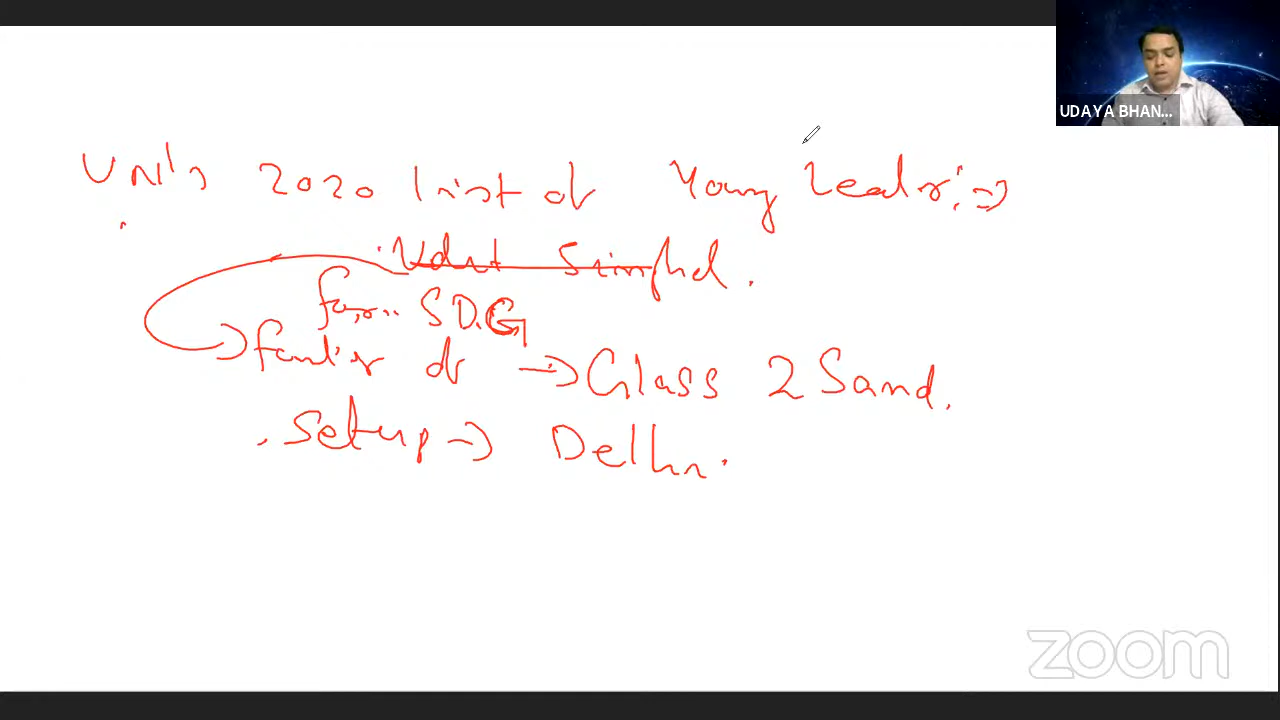 UDAYA BHAN...
UN's 2020 list of Young Leaders: →
Udit Singhal.
for.. SDG
founder of → Glass 2 Sand.
. Setup → Delhi.
zoom